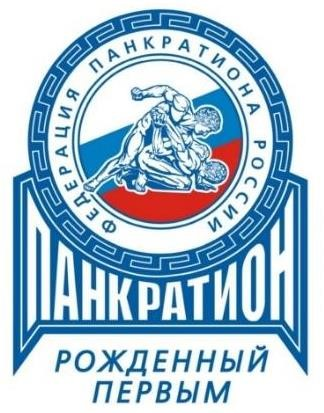 ФЕДЕРАЦИЯ ПАНКРАТИОНА РОССИИ
ПАНКРАТИОН
РОЖДЕННЫЙ
ПЕРВЫМ